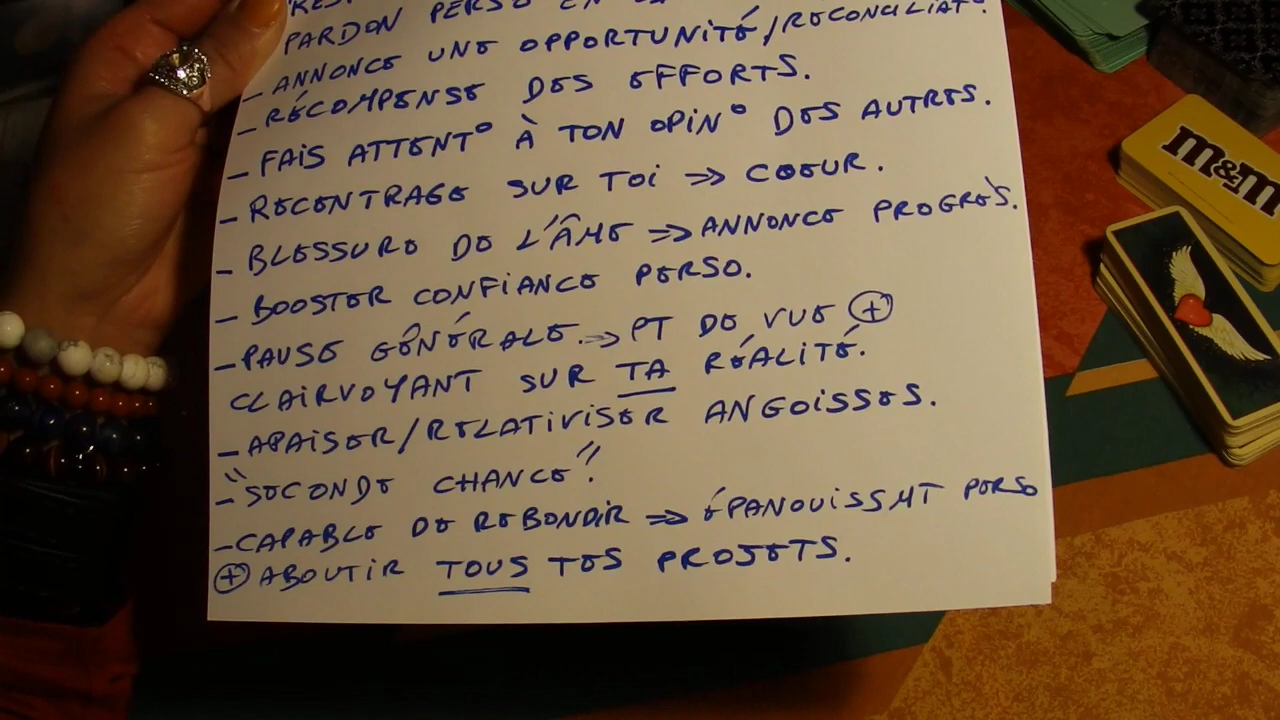 PARDON PERSO EN
- ANNONCE UNE OPPORTUNITÉ/RECONCILIAT°.
- RÉCOMPENSE DES EFFORTS.
- FAIS ATTENT° À TON OPIN° DES AUTRES.
- RECENTRAGE SUR TOI => COEUR.
- BLESSURE DE L'ÂME => ANNONCE PROGRÈS.
- BOOSTER CONFIANCE PERSO.
- PAUSE GÉNÉRALE. => PT DE VUE ⊕
CLAIRVOYANT SUR TA RÉALITÉ.
- APAISER/RELATIVISER ANGOISSES.
- "SECONDE CHANCE".
- CAPABLE DE REBONDIR => ÉPANOUISSMT PERSO
⊕ ABOUTIR TOUS TES PROJETS.
M&M